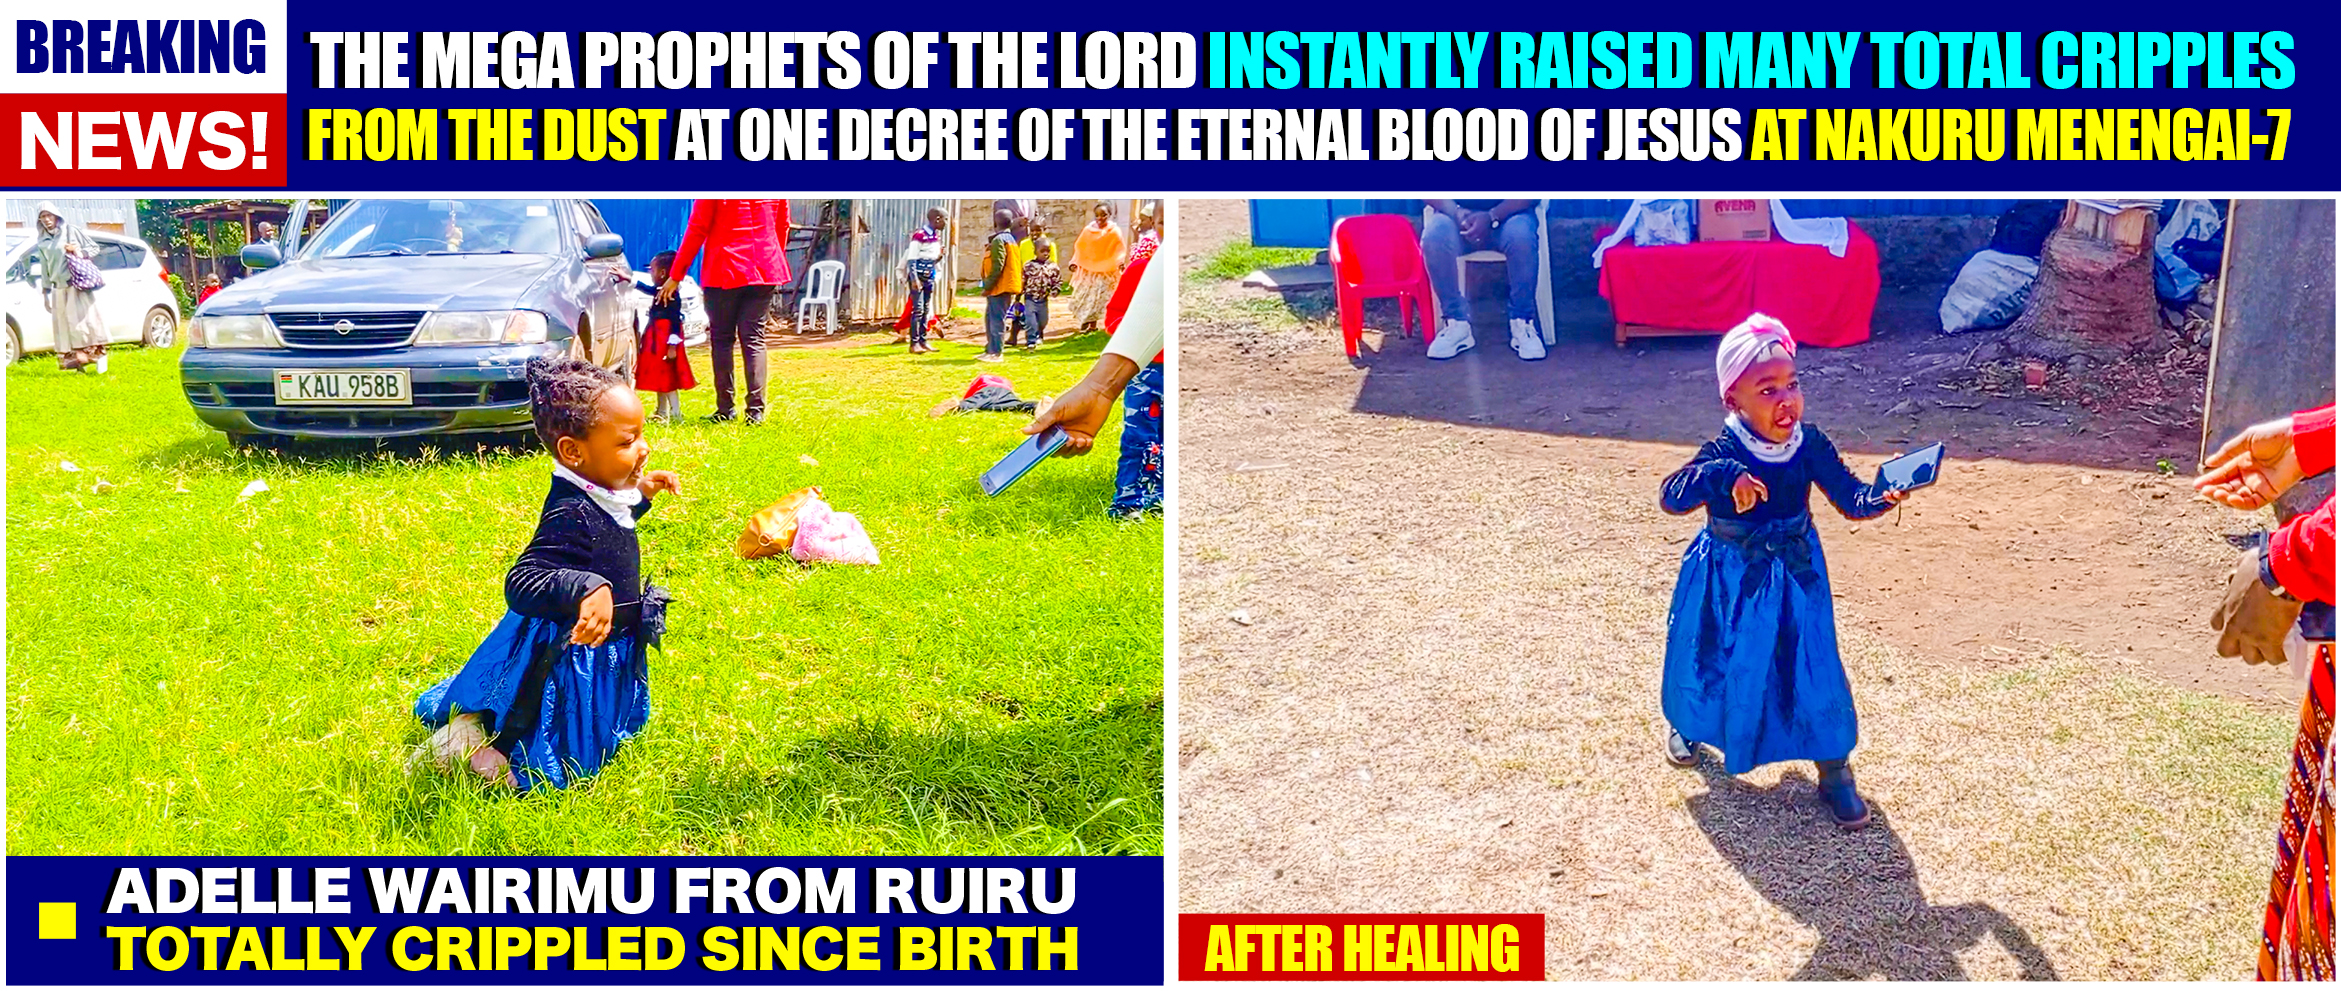 BREAKING
NEWS!
THE MEGA PROPHETS OF THE LORD INSTANTLY RAISED MANY TOTAL CRIPPLES
FROM THE DUST AT ONE DECREE OF THE ETERNAL BLOOD OF JESUS AT NAKURU MENENGAI-7
KAU 958B
AVENA
ADELLE WAIRIMU FROM RUIRU
TOTALLY CRIPPLED SINCE BIRTH
AFTER HEALING